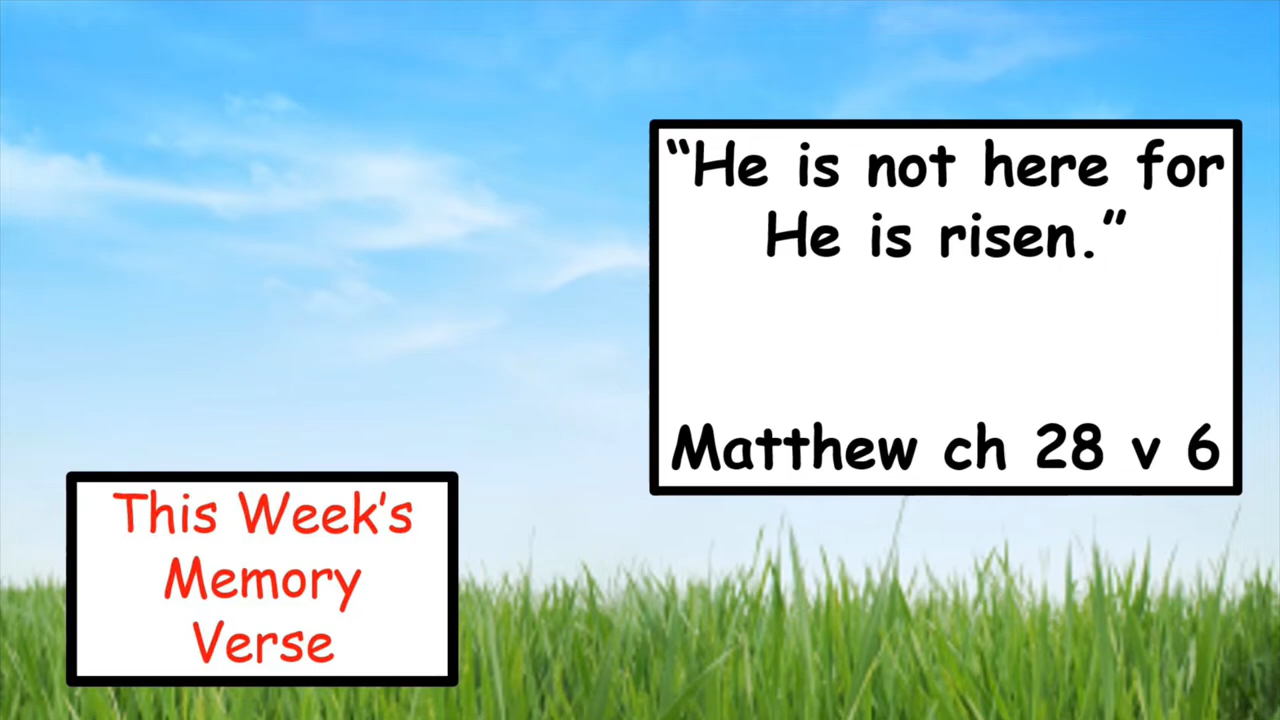 “He is not here for
He is risen.”
Matthew ch 28 v 6
This Week’s
Memory
Verse